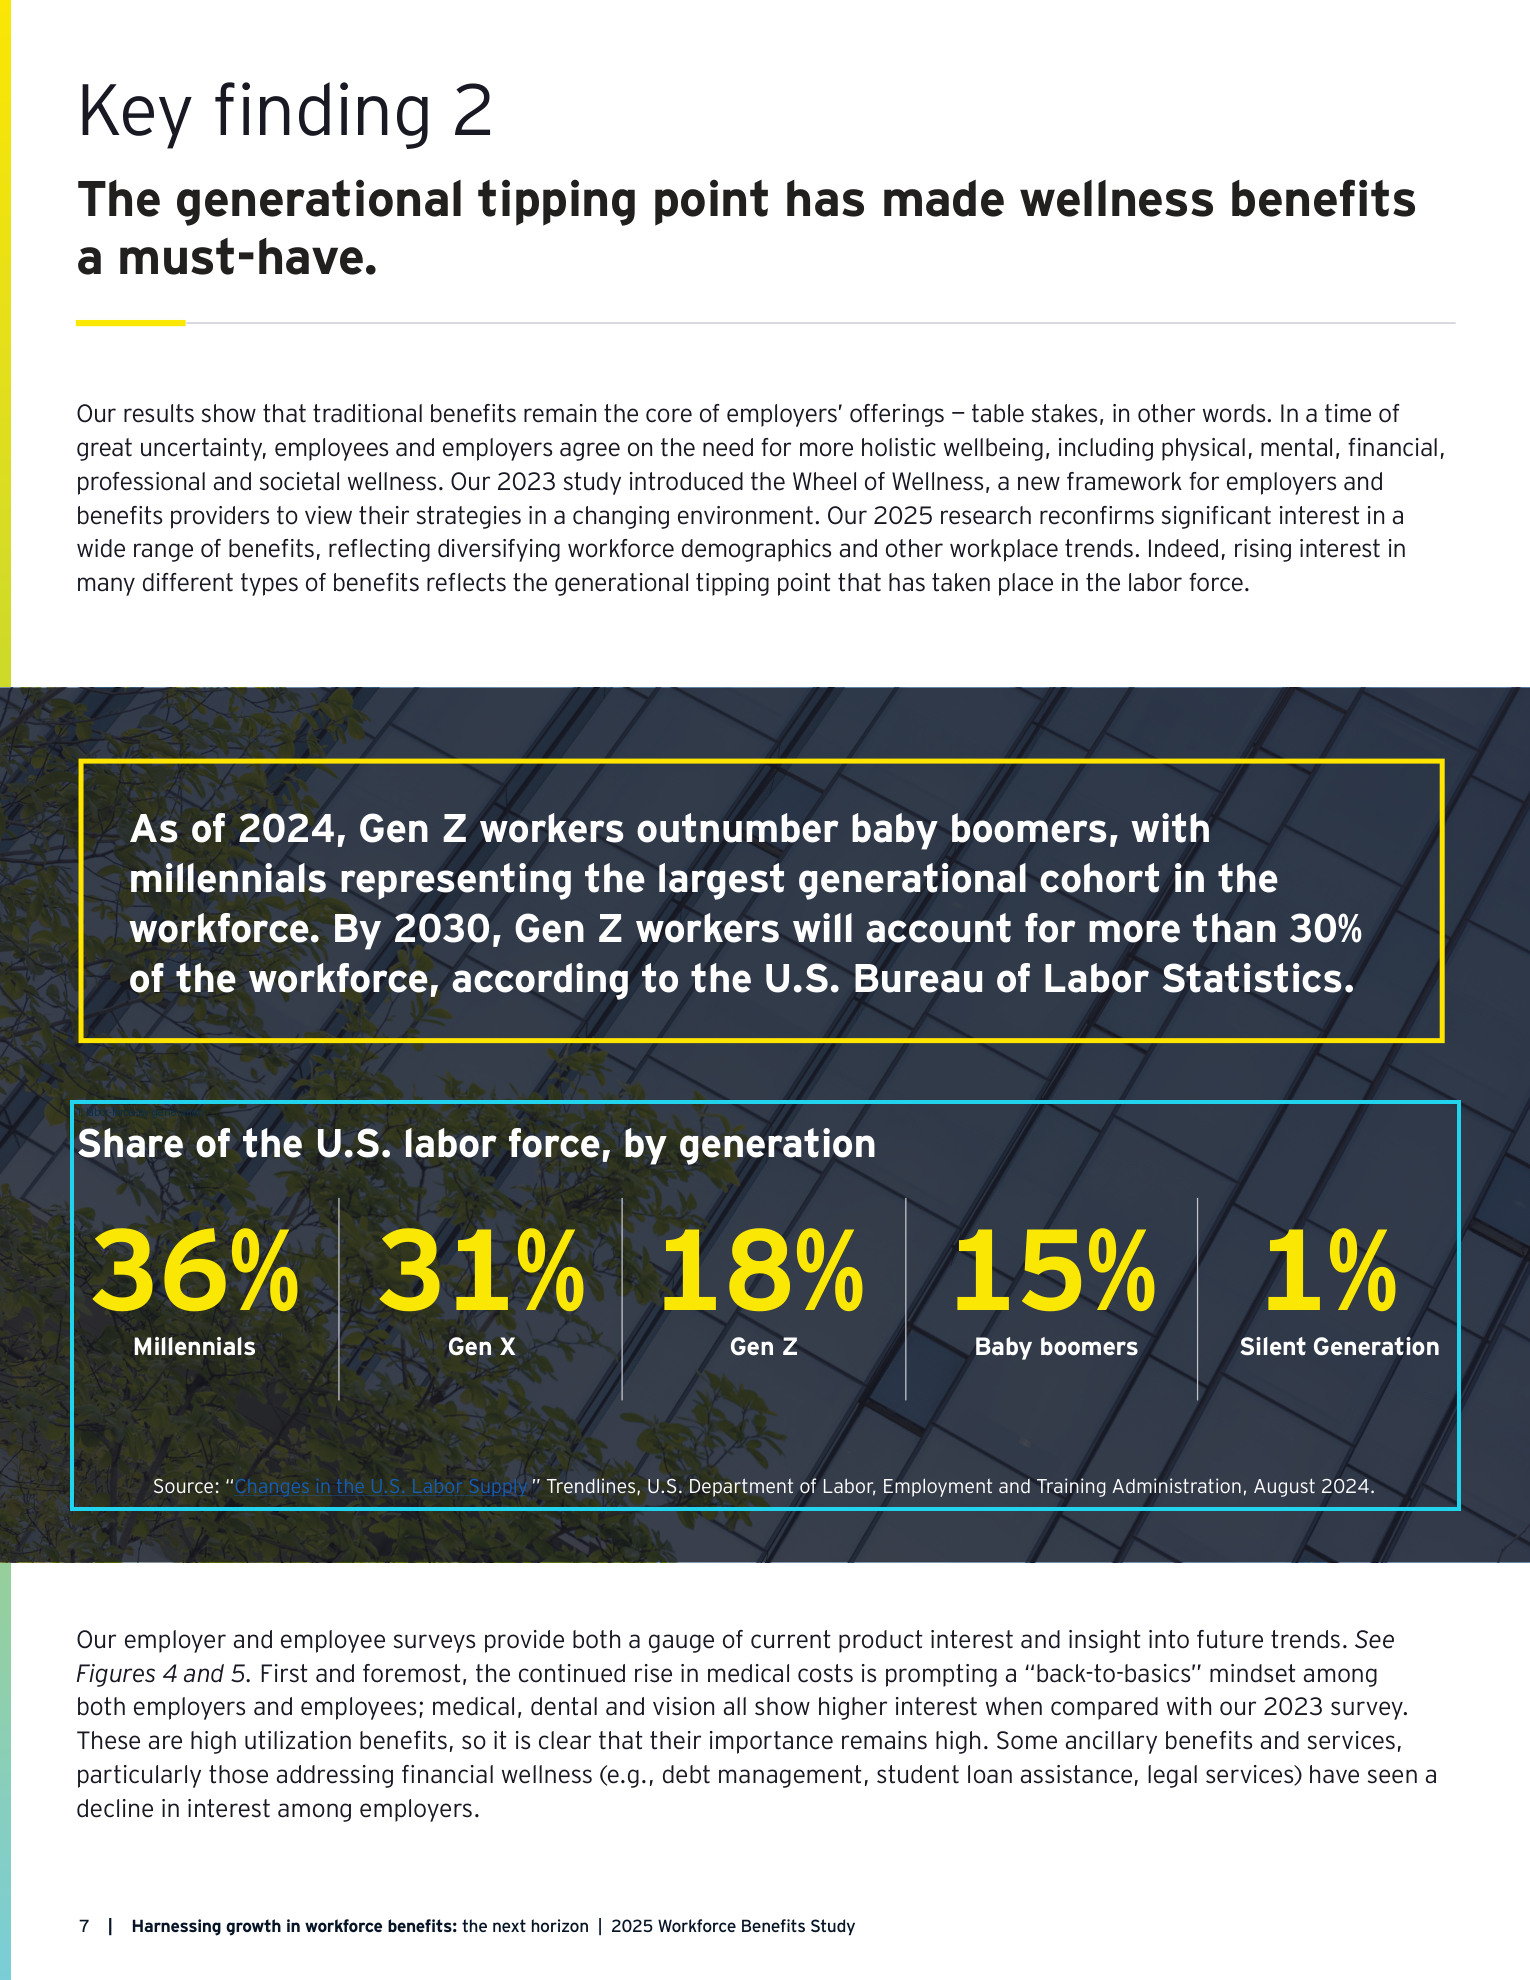 Key finding 2
The generational tipping point has made wellness benefits
a must-have.
Our results show that traditional benefits remain the core of employers’ offerings — table stakes, in other words. In a time of
great uncertainty, employees and employers agree on the need for more holistic wellbeing, including physical, mental, financial,
professional and societal wellness. Our 2023 study introduced the Wheel of Wellness, a new framework for employers and
benefits providers to view their strategies in a changing environment. Our 2025 research reconfirms significant interest in a
wide range of benefits, reflecting diversifying workforce demographics and other workplace trends. Indeed, rising interest in
many different types of benefits reflects the generational tipping point that has taken place in the labor force.
As of 2024, Gen Z workers outnumber baby boomers, with
millennials representing the largest generational cohort in the
workforce. By 2030, Gen Z workers will account for more than 30%
of the workforce, according to the U.S. Bureau of Labor Statistics.
Share of the U.S. labor force, by generation
36% 31% 18% 15% 1%
Millennials Gen X Gen Z Baby boomers Silent Generation
Source: “Changes in the U.S. Labor Supply” Trendlines, U.S. Department of Labor, Employment and Training Administration, August 2024.
Our employer and employee surveys provide both a gauge of current product interest and insight into future trends. See
Figures 4 and 5. First and foremost, the continued rise in medical costs is prompting a “back-to-basics” mindset among
both employers and employees; medical, dental and vision all show higher interest when compared with our 2023 survey.
These are high utilization benefits, so it is clear that their importance remains high. Some ancillary benefits and services,
particularly those addressing financial wellness (e.g., debt management, student loan assistance, legal services) have seen a
decline in interest among employers.
7 | Harnessing growth in workforce benefits: the next horizon | 2025 Workforce Benefits Study